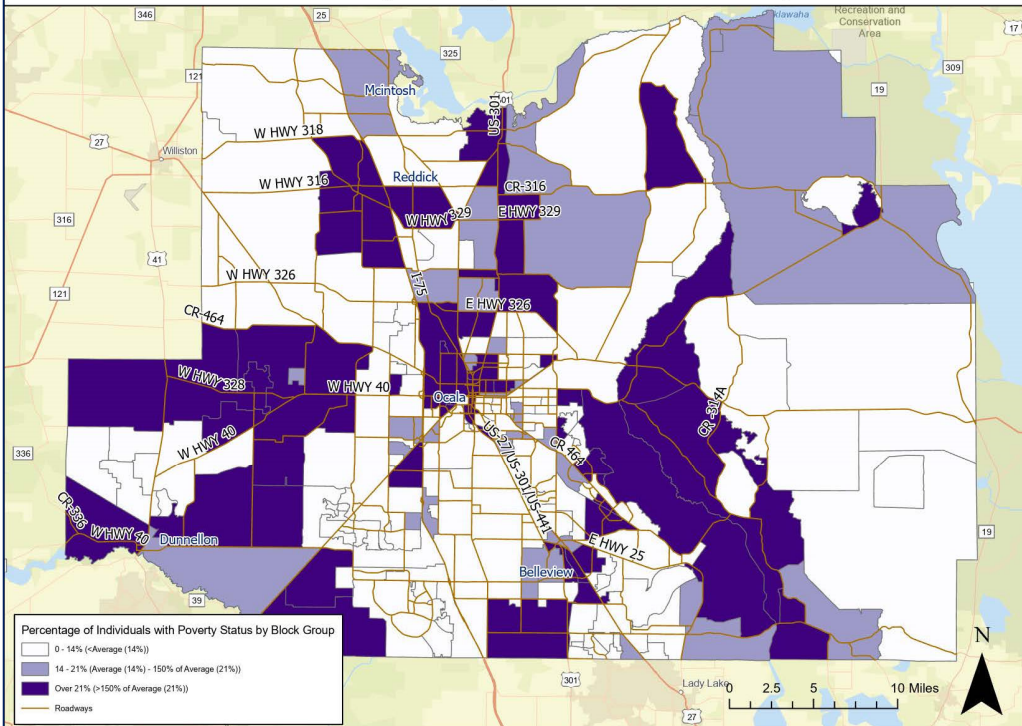 346
25
klawaha
Recreation and
Conservation
Area
17
325
121
309
19
Mcintosh
US-301
01
W HWY 318
27
Williston
Reddick
W HWY 316
CR-316
W HWY 329
E HWY 329
316
41
W HWY 326
I-75
121
E HWY 326
CR-464
W HWY 328
W HWY 40
Ocala
CR-314A
US-27/US-301/US-441
CR 464
W HWY 40
336
CR-336
W HWY 40
Dunnellon
E HWY 25
19
Belleview
39
Percentage of Individuals with Poverty Status by Block Group
0 - 14% (<Average (14%))
14 - 21% (Average (14%) - 150% of Average (21%))
Over 21% (>150% of Average (21%))
Roadways
N
301
Lady Lake
27
0 2.5 5 10 Miles